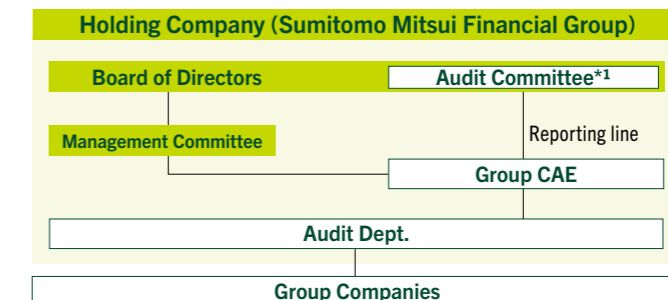 Holding Company (Sumitomo Mitsui Financial Group)
Board of Directors
Audit Committee*1
Management Committee
Reporting line
Group CAE
Audit Dept.
Group Companies